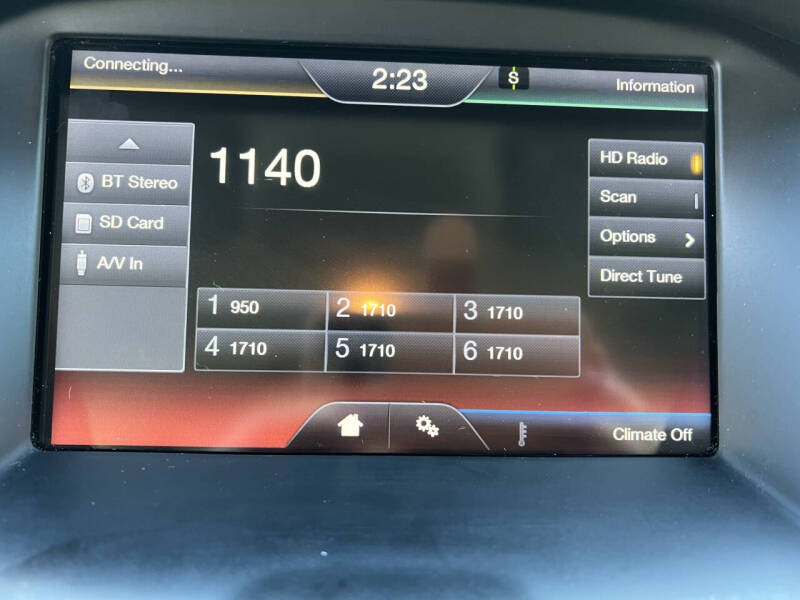 Connecting...
2:23
S
Information
BT Stereo
SD Card
A/V In
1140
HD Radio
Scan
Options
Direct Tune
1 950
2 1710
3 1710
4 1710
5 1710
6 1710
Climate Off